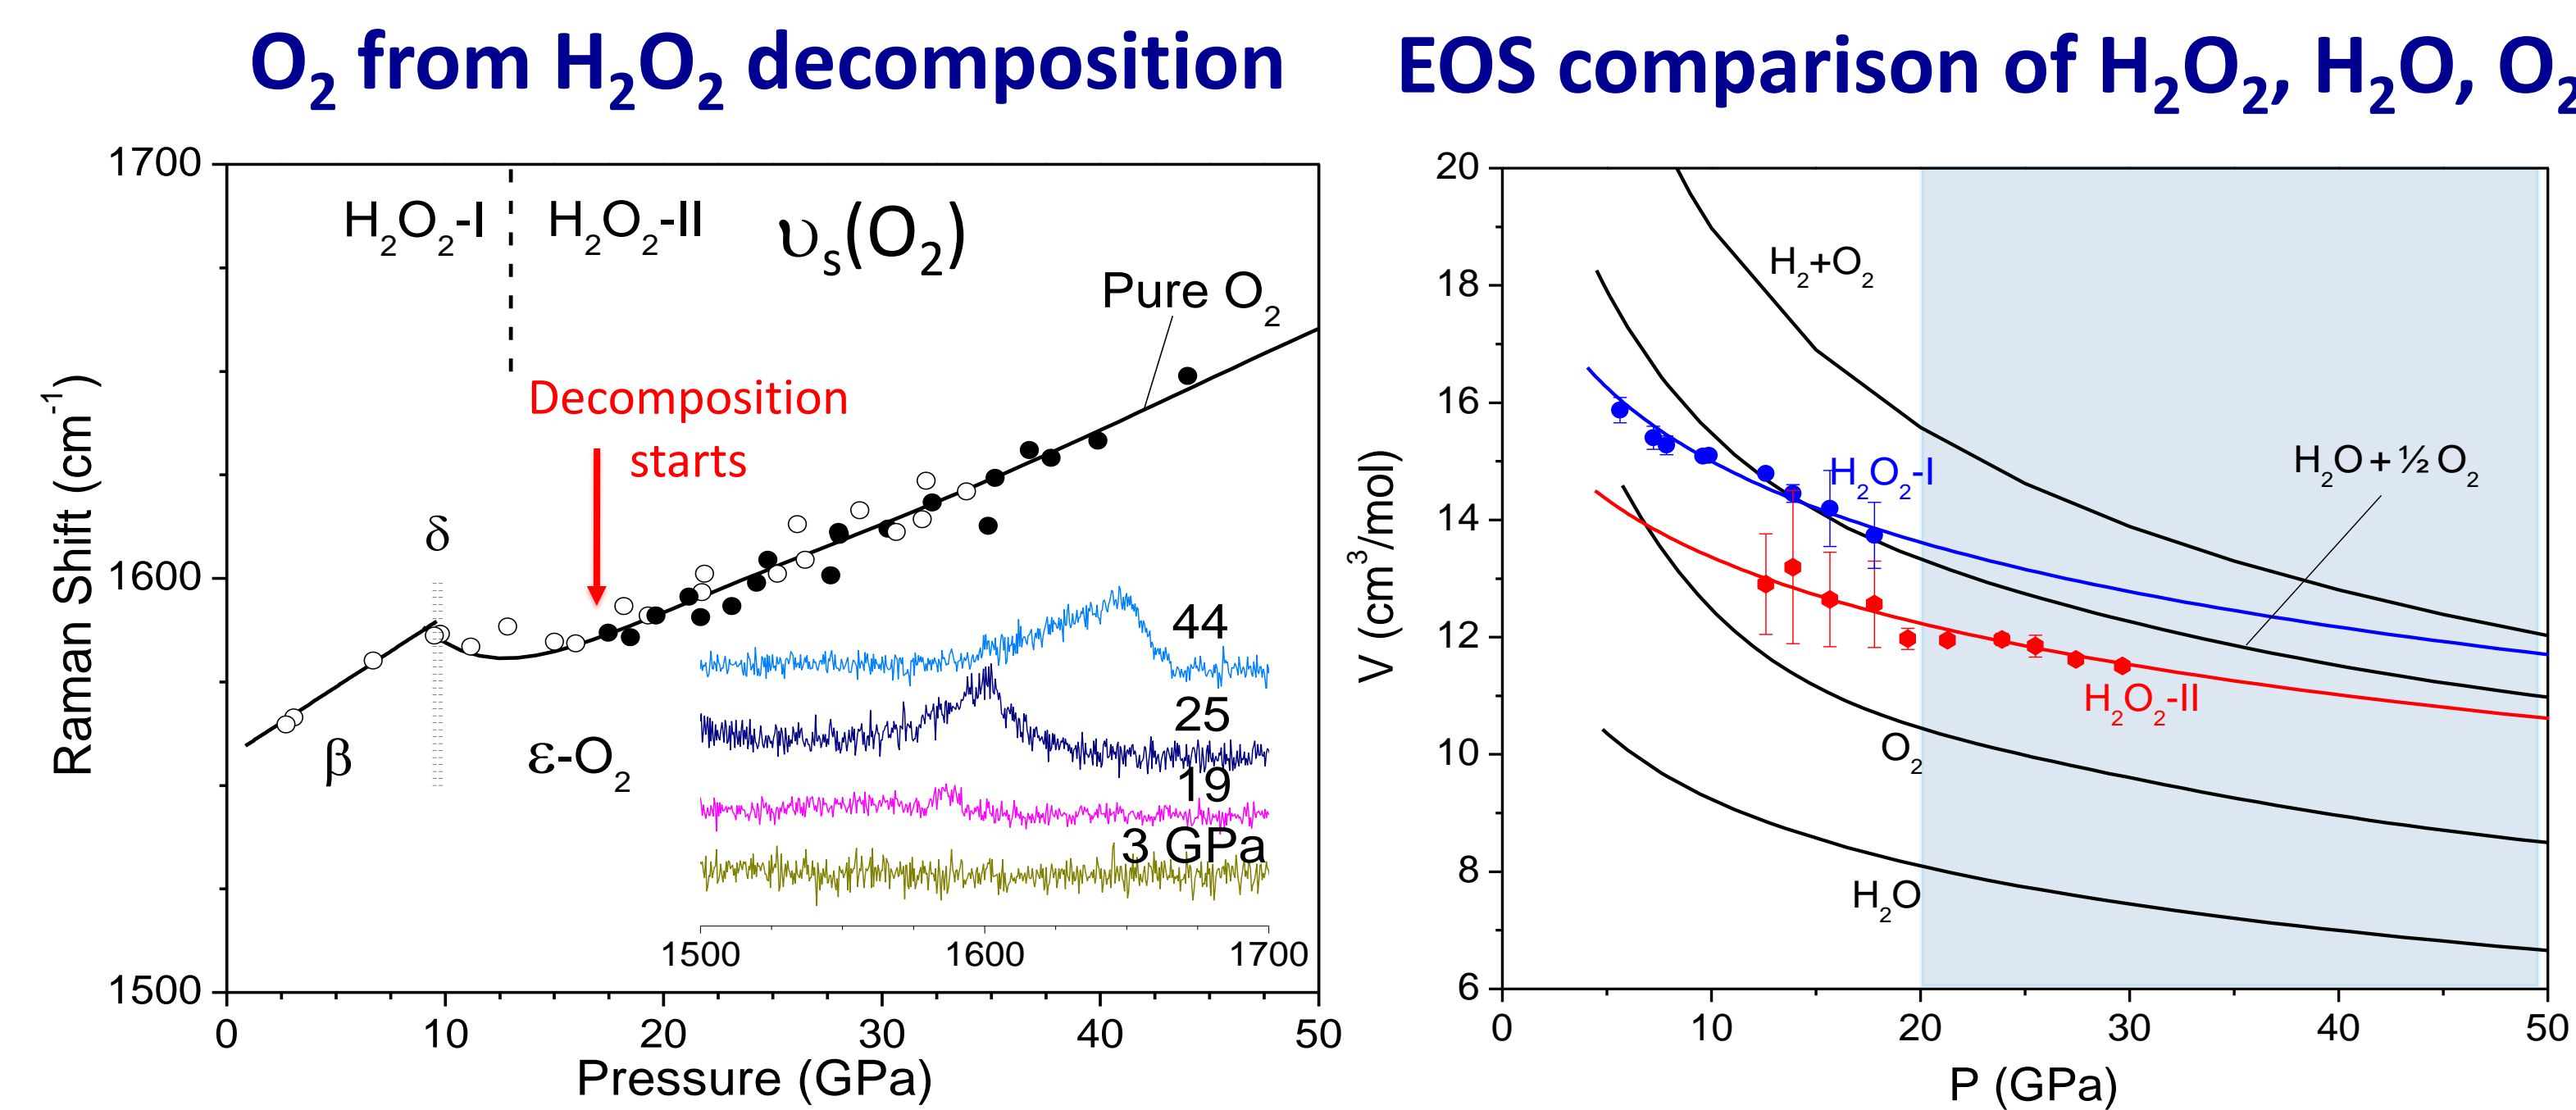 O₂ from H₂O₂ decomposition
EOS comparison of H₂O₂, H₂O, O₂
1700
1600
1500
Raman Shift (cm⁻¹)
H₂O₂-I
H₂O₂-II
υₛ(O₂)
Pure O₂
Decomposition
starts
δ
β
ε-O₂
44
25
19
3 GPa
1500 1600 1700
0 10 20 30 40 50
Pressure (GPa)
20
18
16
14
12
10
8
6
V (cm³/mol)
H₂+O₂
H₂O₂-I
H₂O + ½ O₂
H₂O₂-II
O₂
H₂O
0 10 20 30 40 50
P (GPa)